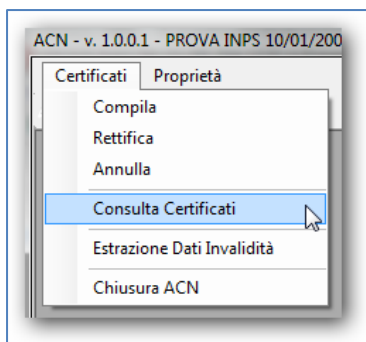 ACN - v. 1.0.0.1 - PROVA INPS 10/01/200
Certificati Proprietà
Compila
Rettifica
Annulla
Consulta Certificati
Estrazione Dati Invalidità
Chiusura ACN